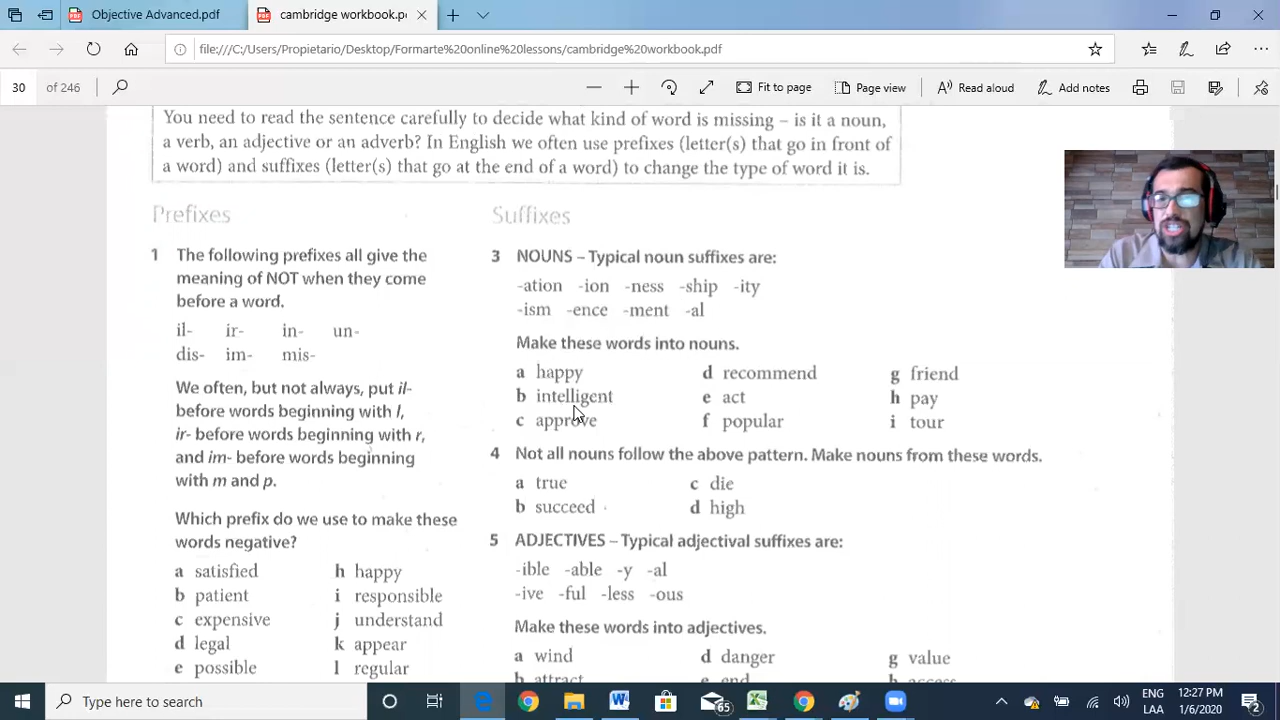 Objective Advanced.pdf
cambridge workbook.p
file:///C:/Users/Propietario/Desktop/Formarte%20online%20lessons/cambridge%20workbook.pdf
30 of 246
Fit to page
Page view
Read aloud
Add notes
You need to read the sentence carefully to decide what kind of word is missing – is it a noun,
a verb, an adjective or an adverb? In English we often use prefixes (letter(s) that go in front of
a word) and suffixes (letter(s) that go at the end of a word) to change the type of word it is.
Prefixes
1 The following prefixes all give the
meaning of NOT when they come
before a word.
il- ir- in- un-
dis- im- mis-
We often, but not always, put il-
before words beginning with l,
ir- before words beginning with r,
and im- before words beginning
with m and p.
Which prefix do we use to make these
words negative?
a satisfied h happy
b patient i responsible
c expensive j understand
d legal k appear
e possible l regular
Suffixes
3 NOUNS – Typical noun suffixes are:
-ation -ion -ness -ship -ity
-ism -ence -ment -al
Make these words into nouns.
a happy d recommend g friend
b intelligent e act h pay
c approve f popular i tour
4 Not all nouns follow the above pattern. Make nouns from these words.
a true c die
b succeed d high
5 ADJECTIVES – Typical adjectival suffixes are:
-ible -able -y -al
-ive -ful -less -ous
Make these words into adjectives.
a wind d danger g value
b attract e end h access
Type here to search
65
ENG
LAA
12:27 PM
1/6/2020
2